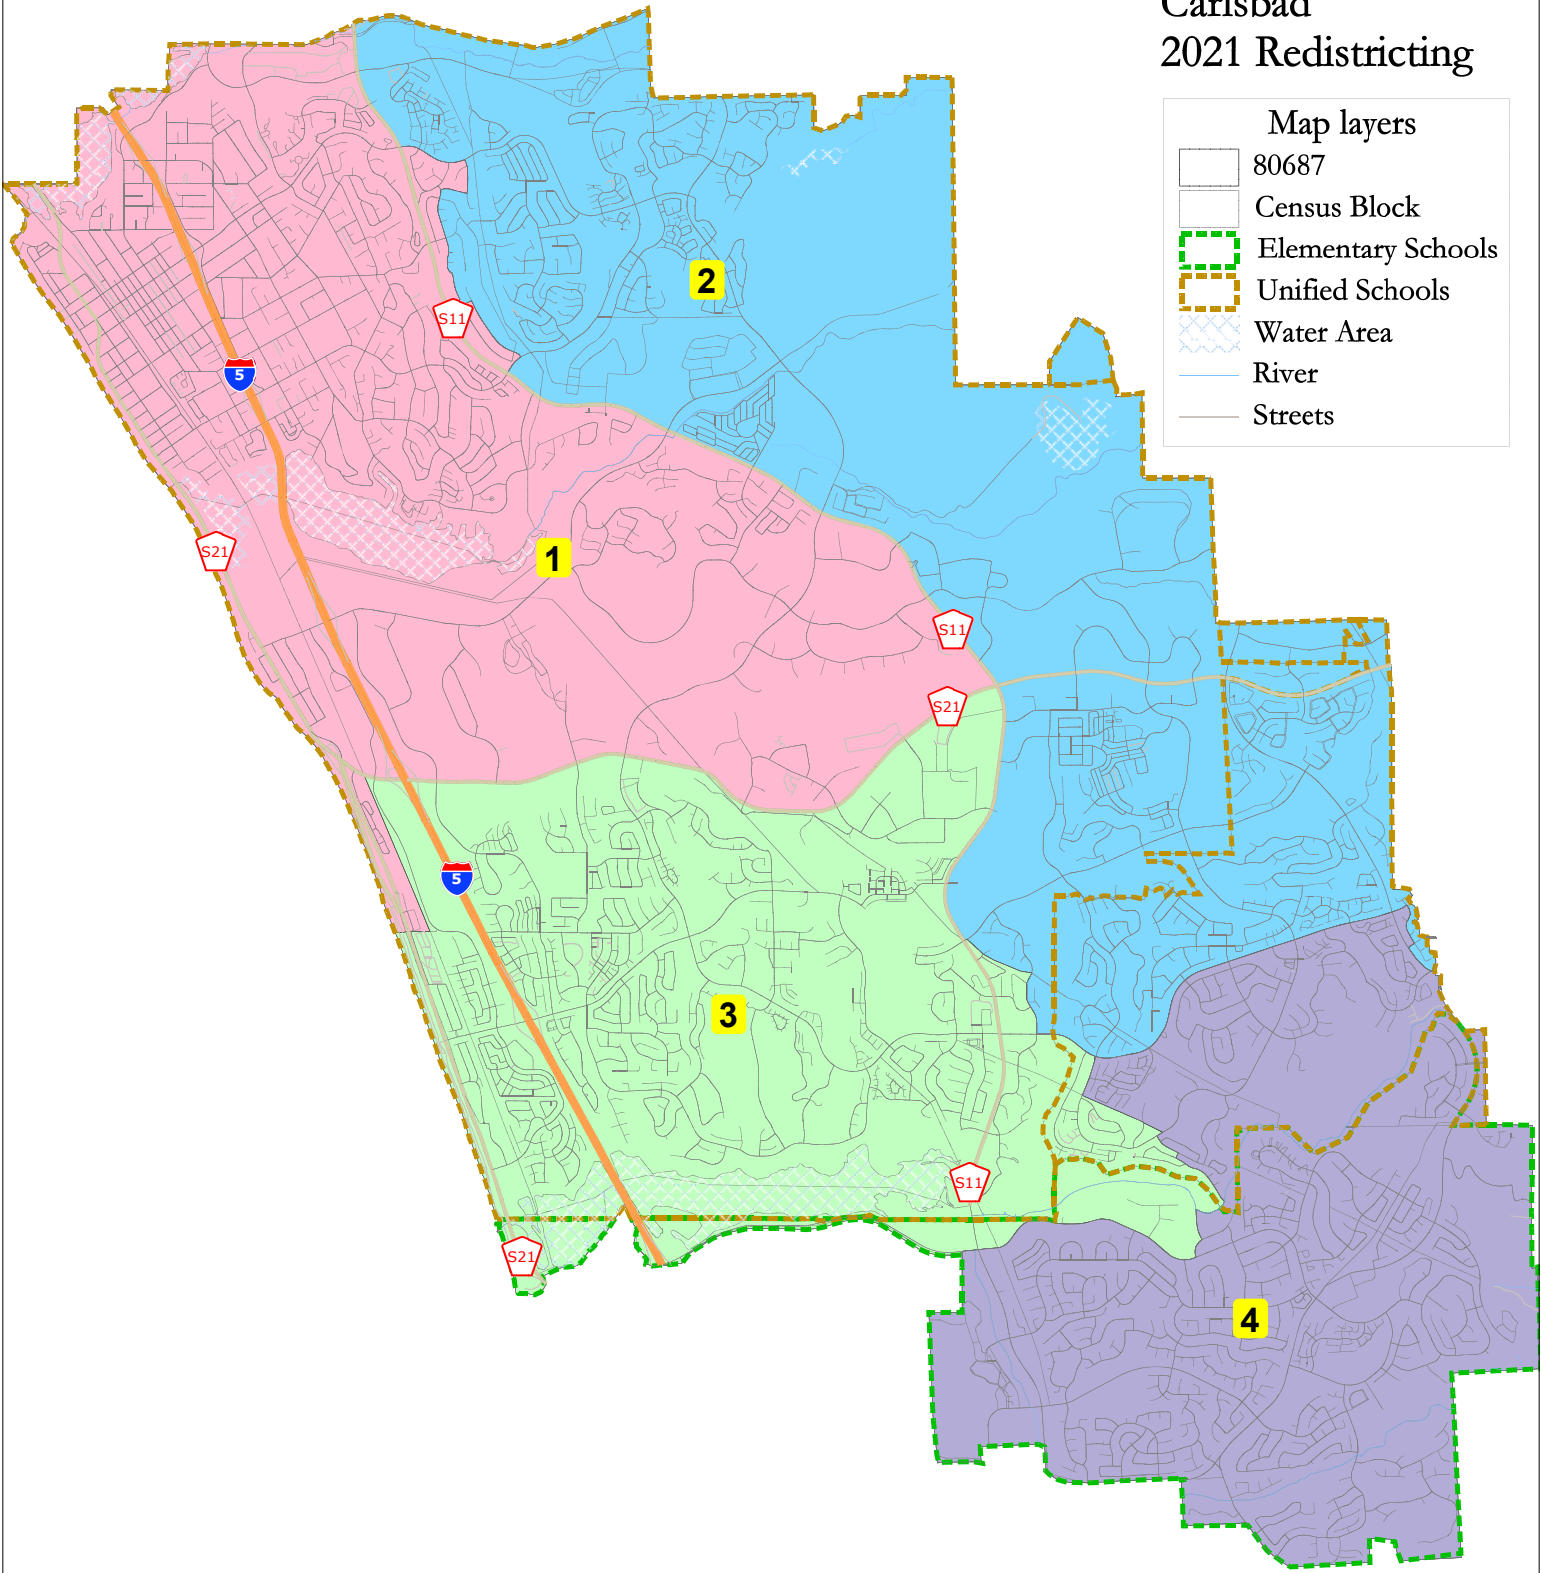 Carlsbad
2021 Redistricting
Map layers
80687
Census Block
Elementary Schools
Unified Schools
Water Area
River
Streets
2
S11
5
S21
1
S11
S21
5
3
S11
S21
4